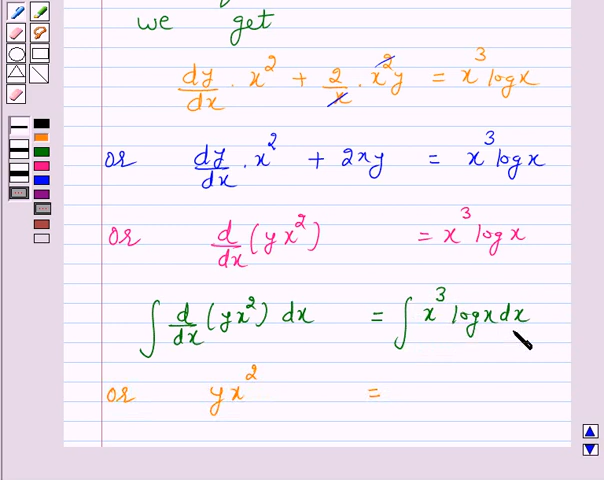 we get
dy/dx · x² + 2/x · x²y = x³ log x
or dy/dx · x² + 2xy = x³ log x
or d/dx (yx²) = x³ log x
∫ d/dx (yx²) dx = ∫ x³ log x dx
or yx² =